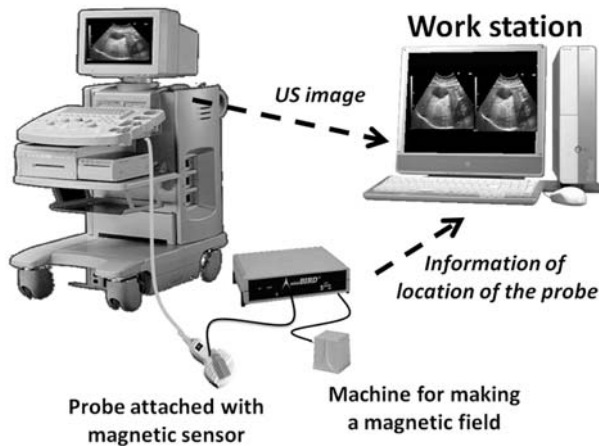 Work station
US image
Information of
location of the probe
Probe attached with
magnetic sensor
Machine for making
a magnetic field